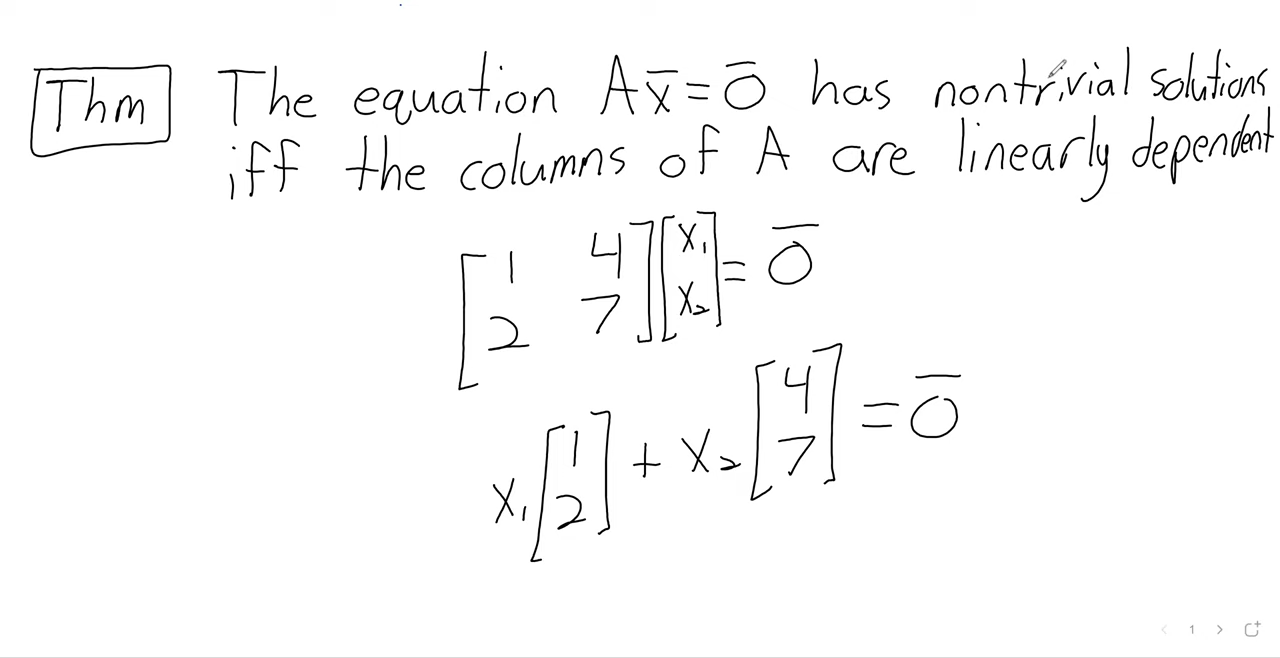 Thm The equation Ax̄ = 0̄ has nontrivial solutions
iff the columns of A are linearly dependent
[1 4; 2 7][x₁; x₂] = 0̄
x₁[1; 2] + x₂[4; 7] = 0̄
1